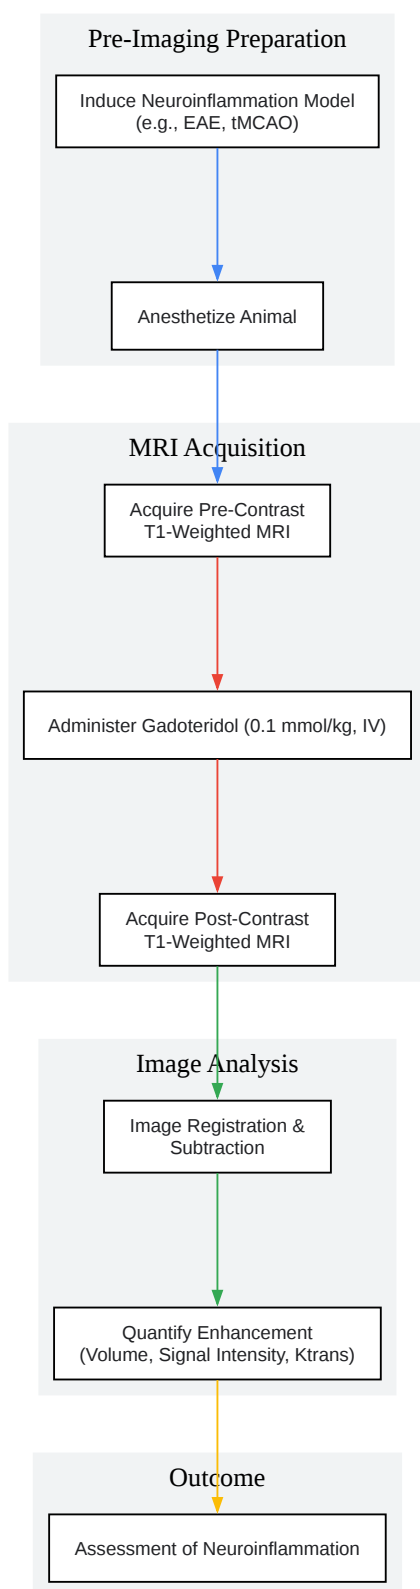 Pre-Imaging Preparation
Induce Neuroinflammation Model
(e.g., EAE, tMCAO)
Anesthetize Animal
MRI Acquisition
Acquire Pre-Contrast
T1-Weighted MRI
Administer Gadoteridol (0.1 mmol/kg, IV)
Acquire Post-Contrast
T1-Weighted MRI
Image Analysis
Image Registration &
Subtraction
Quantify Enhancement
(Volume, Signal Intensity, Ktrans)
Outcome
Assessment of Neuroinflammation